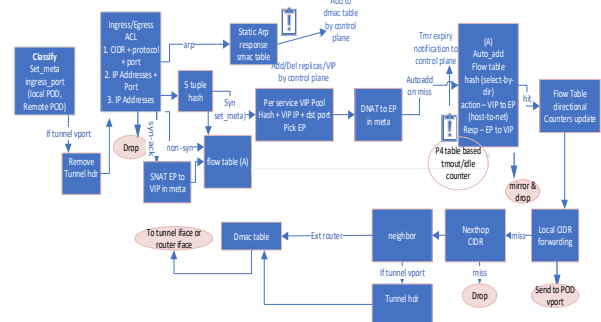 Classify
Set_meta
ingress_port
(local POD,
Remote POD)
If tunnel vport
Remove
Tunnel hdr
Ingress/Egress
ACL
1. CIDR + protocol
+ port
2. IP Addresses +
Port
3. IP Addresses
Drop
syn-ack
arp
Static Arp
response
smac table
Add to
dmac table
by control
plane
5 tuple
hash
Syn
set_meta)
non -syn
SNAT EP to
VIP in meta
flow table (A)
Add/Del replicas/VIP
by control plane
Per service VIP Pool
Hash + VIP IP + dst port
Pick EP
DNAT to EP
in meta
Autoadd
on miss
Tmr expiry
notification to
control plane
P4 table based
tmout/idle
counter
(A)
Auto_add
Flow table
hash (select-by-
dir)
action – VIP to EP
(host-to-net)
Resp – EP to VIP
hit
Flow Table
directional
Counters update
mirror &
drop
Local CIDR
forwarding
Send to POD
vport
miss
Nexthop
CIDR
miss
Drop
neighbor
If tunnel vport
Tunnel hdr
Ext router
Dmac table
To tunnel iface or
router iface